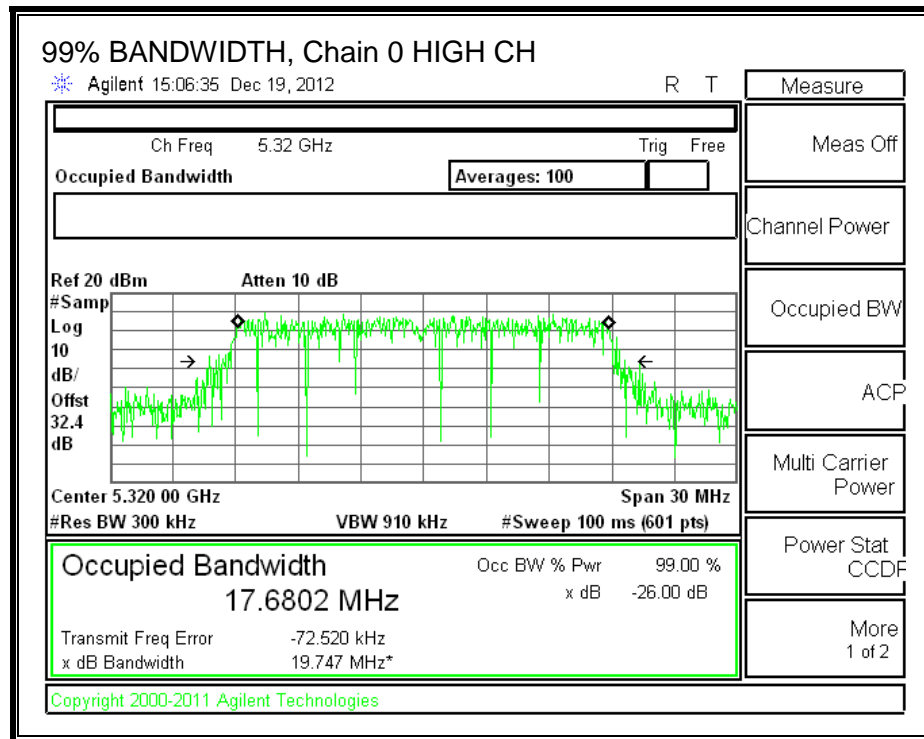 99% BANDWIDTH, Chain 0 HIGH CH
Agilent 15:06:35 Dec 19, 2012 R T
Measure
Ch Freq 5.32 GHz Trig Free
Meas Off
Occupied Bandwidth Averages: 100
Channel Power
Ref 20 dBm Atten 10 dB
#Samp
Log
10
dB/
Offst
32.4
dB
Occupied BW
ACP
Center 5.320 00 GHz Span 30 MHz
#Res BW 300 kHz VBW 910 kHz #Sweep 100 ms (601 pts)
Multi Carrier
Power
Occupied Bandwidth Occ BW % Pwr 99.00 %
17.6802 MHz x dB -26.00 dB
Power Stat
CCDF
Transmit Freq Error -72.520 kHz
x dB Bandwidth 19.747 MHz*
More
1 of 2
Copyright 2000-2011 Agilent Technologies